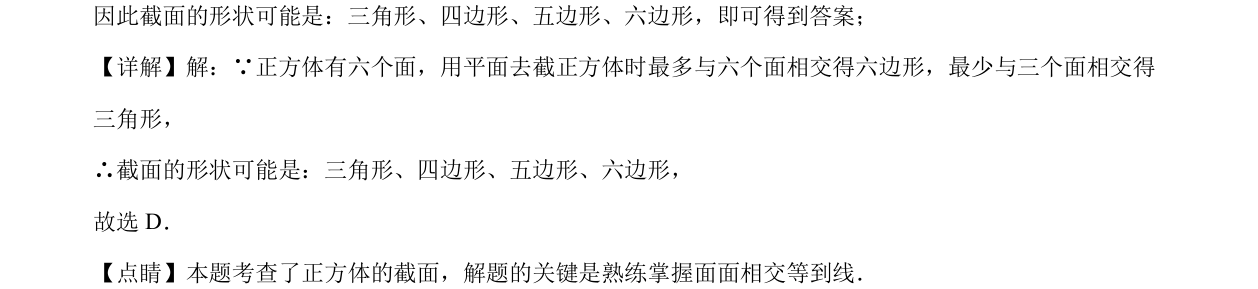 因此截面的形状可能是：三角形、四边形、五边形、六边形，即可得到答案；
【详解】解：∵正方体有六个面，用平面去截正方体时最多与六个面相交得六边形，最少与三个面相交得
三角形，
∴截面的形状可能是：三角形、四边形、五边形、六边形，
故选 D．
【点睛】本题考查了正方体的截面，解题的关键是熟练掌握面面相交等到线．